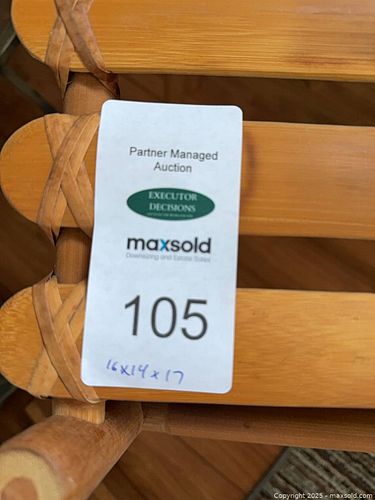 Partner Managed
Auction
EXECUTOR
DECISIONS
maxsold
Downsizing and Estate Sales
105
16x14x17
Copyright 2025 - maxsold.com